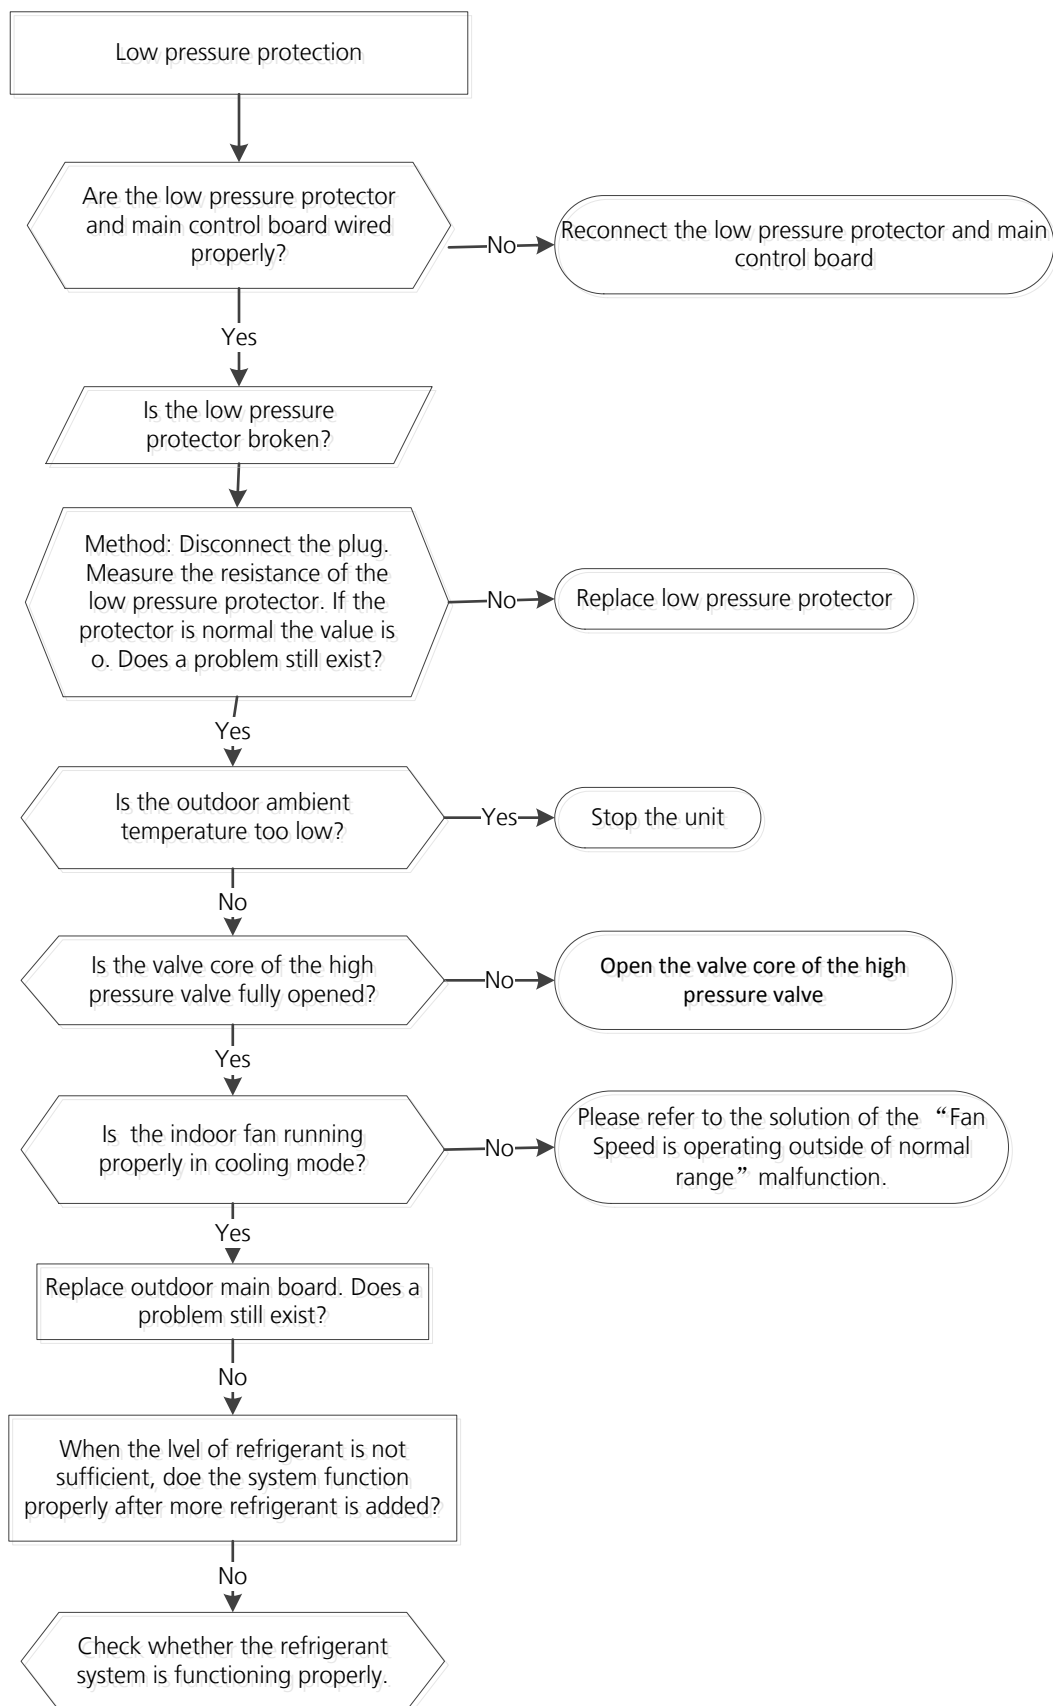 Low pressure protection
Are the low pressure protector
and main control board wired
properly?
No
Reconnect the low pressure protector and main
control board
Yes
Is the low pressure
protector broken?
Method: Disconnect the plug.
Measure the resistance of the
low pressure protector. If the
protector is normal the value is
o. Does a problem still exist?
No
Replace low pressure protector
Yes
Is the outdoor ambient
temperature too low?
Yes
Stop the unit
No
Is the valve core of the high
pressure valve fully opened?
No
Open the valve core of the high
pressure valve
Yes
Is  the indoor fan running
properly in cooling mode?
No
Please refer to the solution of the “Fan
Speed is operating outside of normal
range” malfunction.
Yes
Replace outdoor main board. Does a
problem still exist?
No
When the lvel of refrigerant is not
sufficient, doe the system function
properly after more refrigerant is added?
No
Check whether the refrigerant
system is functioning properly.